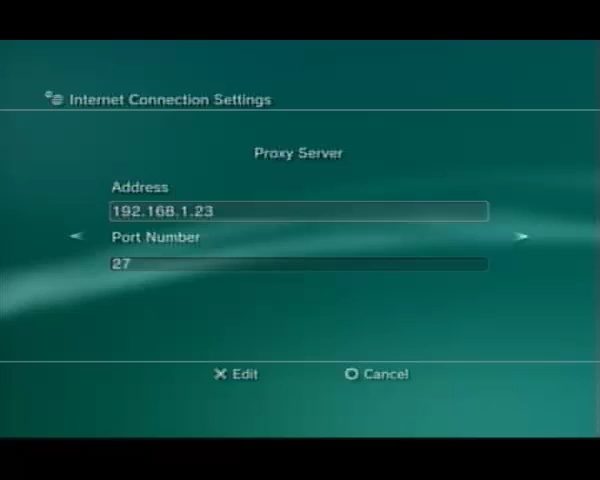 Internet Connection Settings
Proxy Server
Address
192.168.1.23
Port Number
27
Edit
Cancel